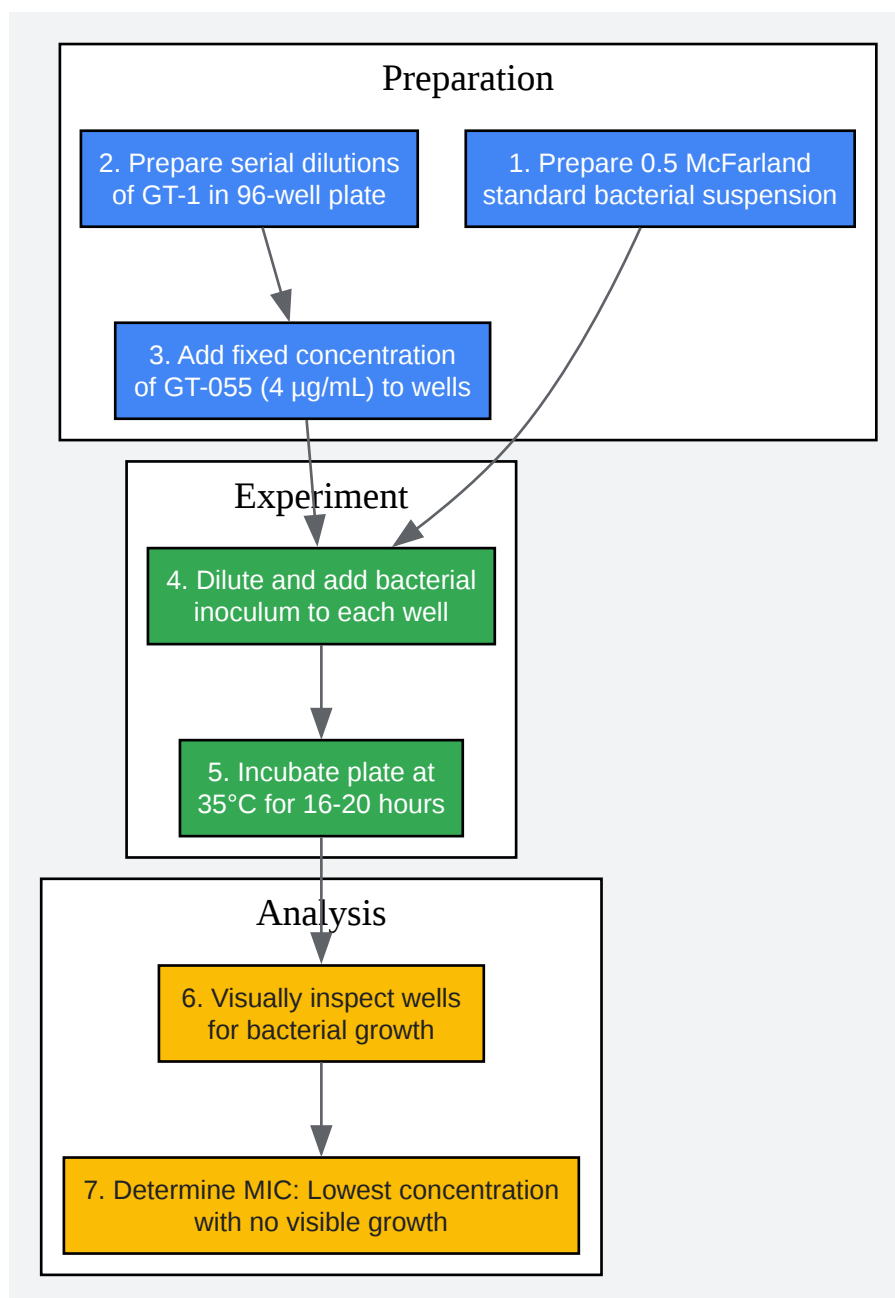 Preparation
2. Prepare serial dilutions
of GT-1 in 96-well plate
1. Prepare 0.5 McFarland
standard bacterial suspension
3. Add fixed concentration
of GT-055 (4 µg/mL) to wells
Experiment
4. Dilute and add bacterial
inoculum to each well
5. Incubate plate at
35°C for 16-20 hours
Analysis
6. Visually inspect wells
for bacterial growth
7. Determine MIC: Lowest concentration
with no visible growth